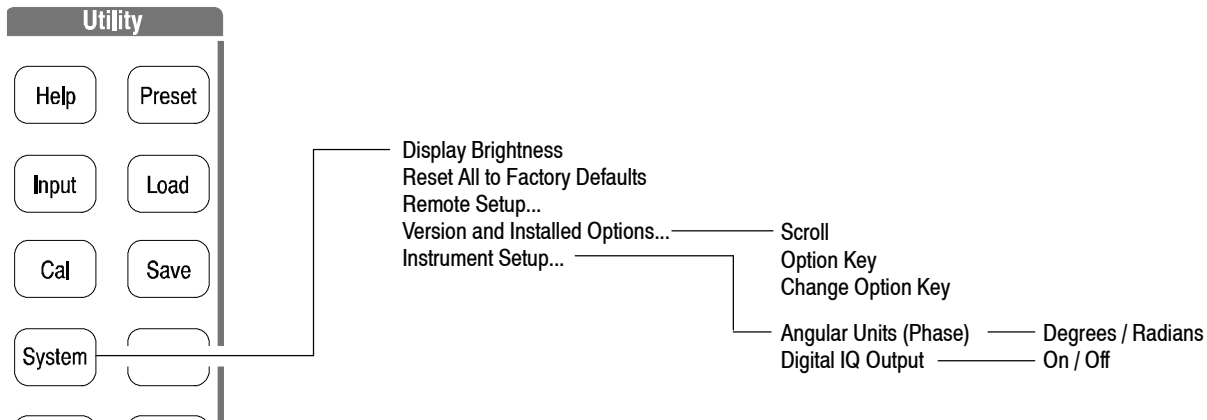 Utility
Help Preset
Input Load
Cal Save
System
Display Brightness
Reset All to Factory Defaults
Remote Setup...
Version and Installed Options...
Instrument Setup...
Scroll
Option Key
Change Option Key
Angular Units (Phase) Degrees / Radians
Digital IQ Output On / Off